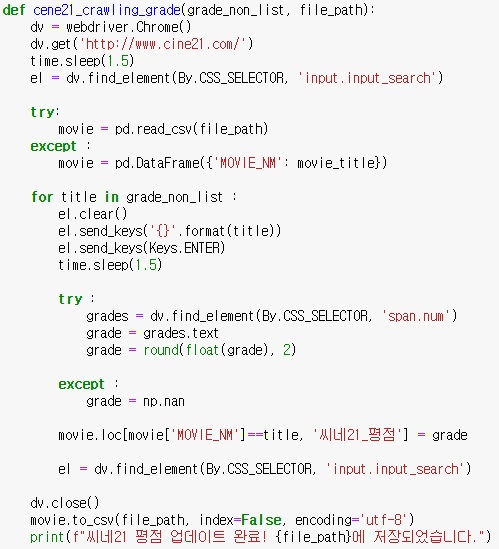 def cene21_crawling_grade(grade_non_list, file_path):
    dv = webdriver.Chrome()
    dv.get('http://www.cine21.com/')
    time.sleep(1.5)
    el = dv.find_element(By.CSS_SELECTOR, 'input.input_search')

    try:
        movie = pd.read_csv(file_path)
    except :
        movie = pd.DataFrame({'MOVIE_NM': movie_title})

    for title in grade_non_list :
        el.clear()
        el.send_keys('{}'.format(title))
        el.send_keys(Keys.ENTER)
        time.sleep(1.5)

        try :
            grades = dv.find_element(By.CSS_SELECTOR, 'span.num')
            grade = grades.text
            grade = round(float(grade), 2)

        except :
            grade = np.nan

        movie.loc[movie['MOVIE_NM']==title, '씨네21_평점'] = grade

        el = dv.find_element(By.CSS_SELECTOR, 'input.input_search')

    dv.close()
    movie.to_csv(file_path, index=False, encoding='utf-8')
    print(f"씨네21 평점 업데이트 완료! {file_path}에 저장되었습니다.")